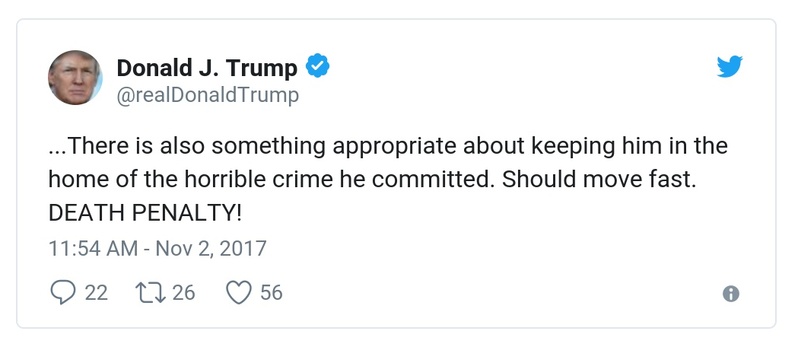 Donald J. Trump
@realDonaldTrump
...There is also something appropriate about keeping him in the
home of the horrible crime he committed. Should move fast.
DEATH PENALTY!
11:54 AM - Nov 2, 2017
22 26 56